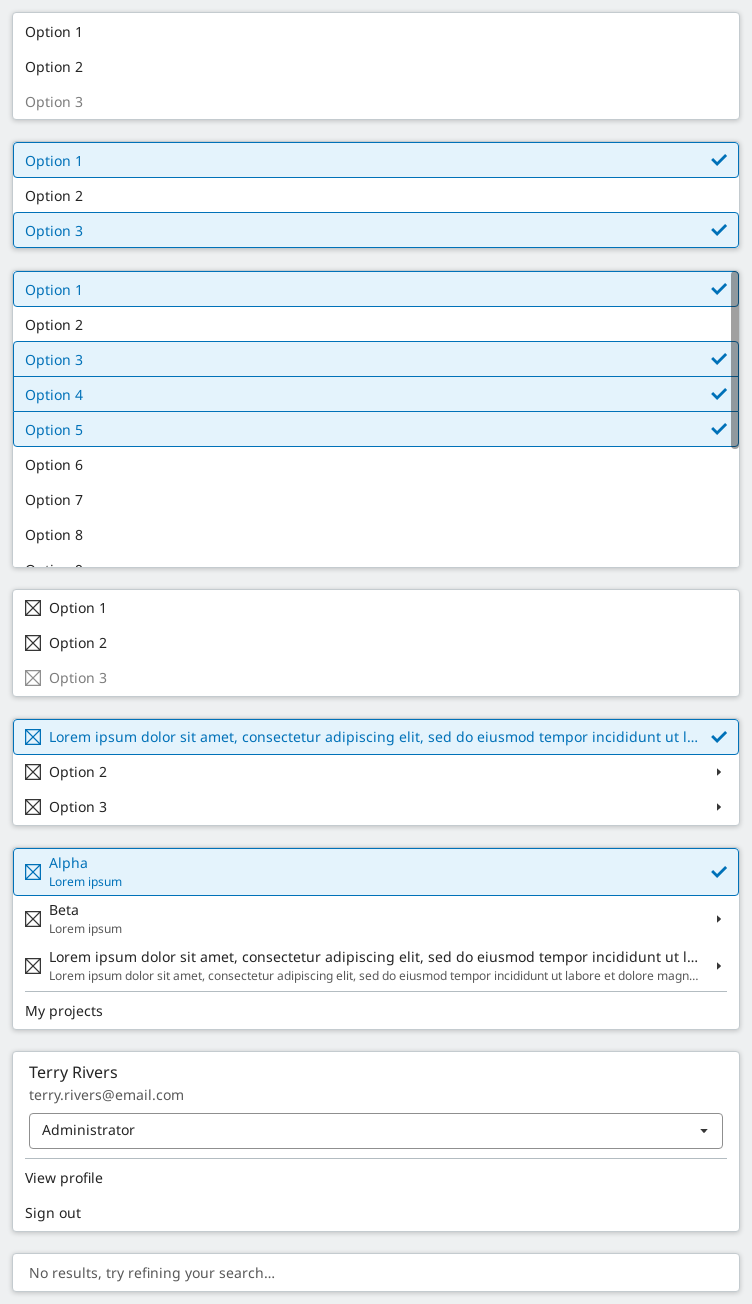 Option 1
Option 2
Option 3
Option 1
Option 2
Option 3
Option 1
Option 2
Option 3
Option 4
Option 5
Option 6
Option 7
Option 8
Option 1
Option 2
Option 3
Lorem ipsum dolor sit amet, consectetur adipiscing elit, sed do eiusmod tempor incididunt ut l…
Option 2
Option 3
Alpha
Lorem ipsum
Beta
Lorem ipsum
Lorem ipsum dolor sit amet, consectetur adipiscing elit, sed do eiusmod tempor incididunt ut l…
Lorem ipsum dolor sit amet, consectetur adipiscing elit, sed do eiusmod tempor incididunt ut labore et dolore magn…
My projects
Terry Rivers
terry.rivers@email.com
Administrator
View profile
Sign out
No results, try refining your search…